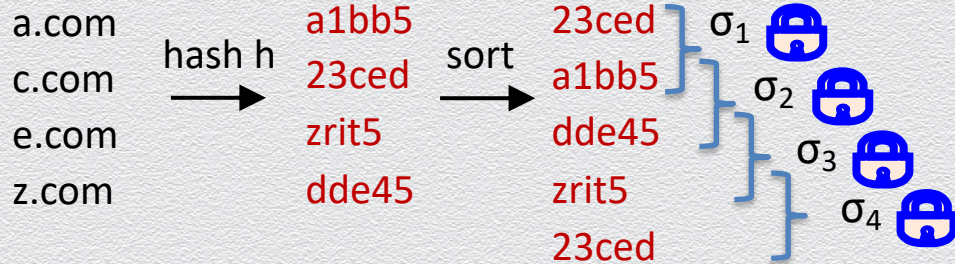 a.com a1bb5 23ced σ₁
hash h sort
c.com 23ced a1bb5 σ₂
e.com zrit5 dde45 σ₃
z.com dde45 zrit5 σ₄
23ced